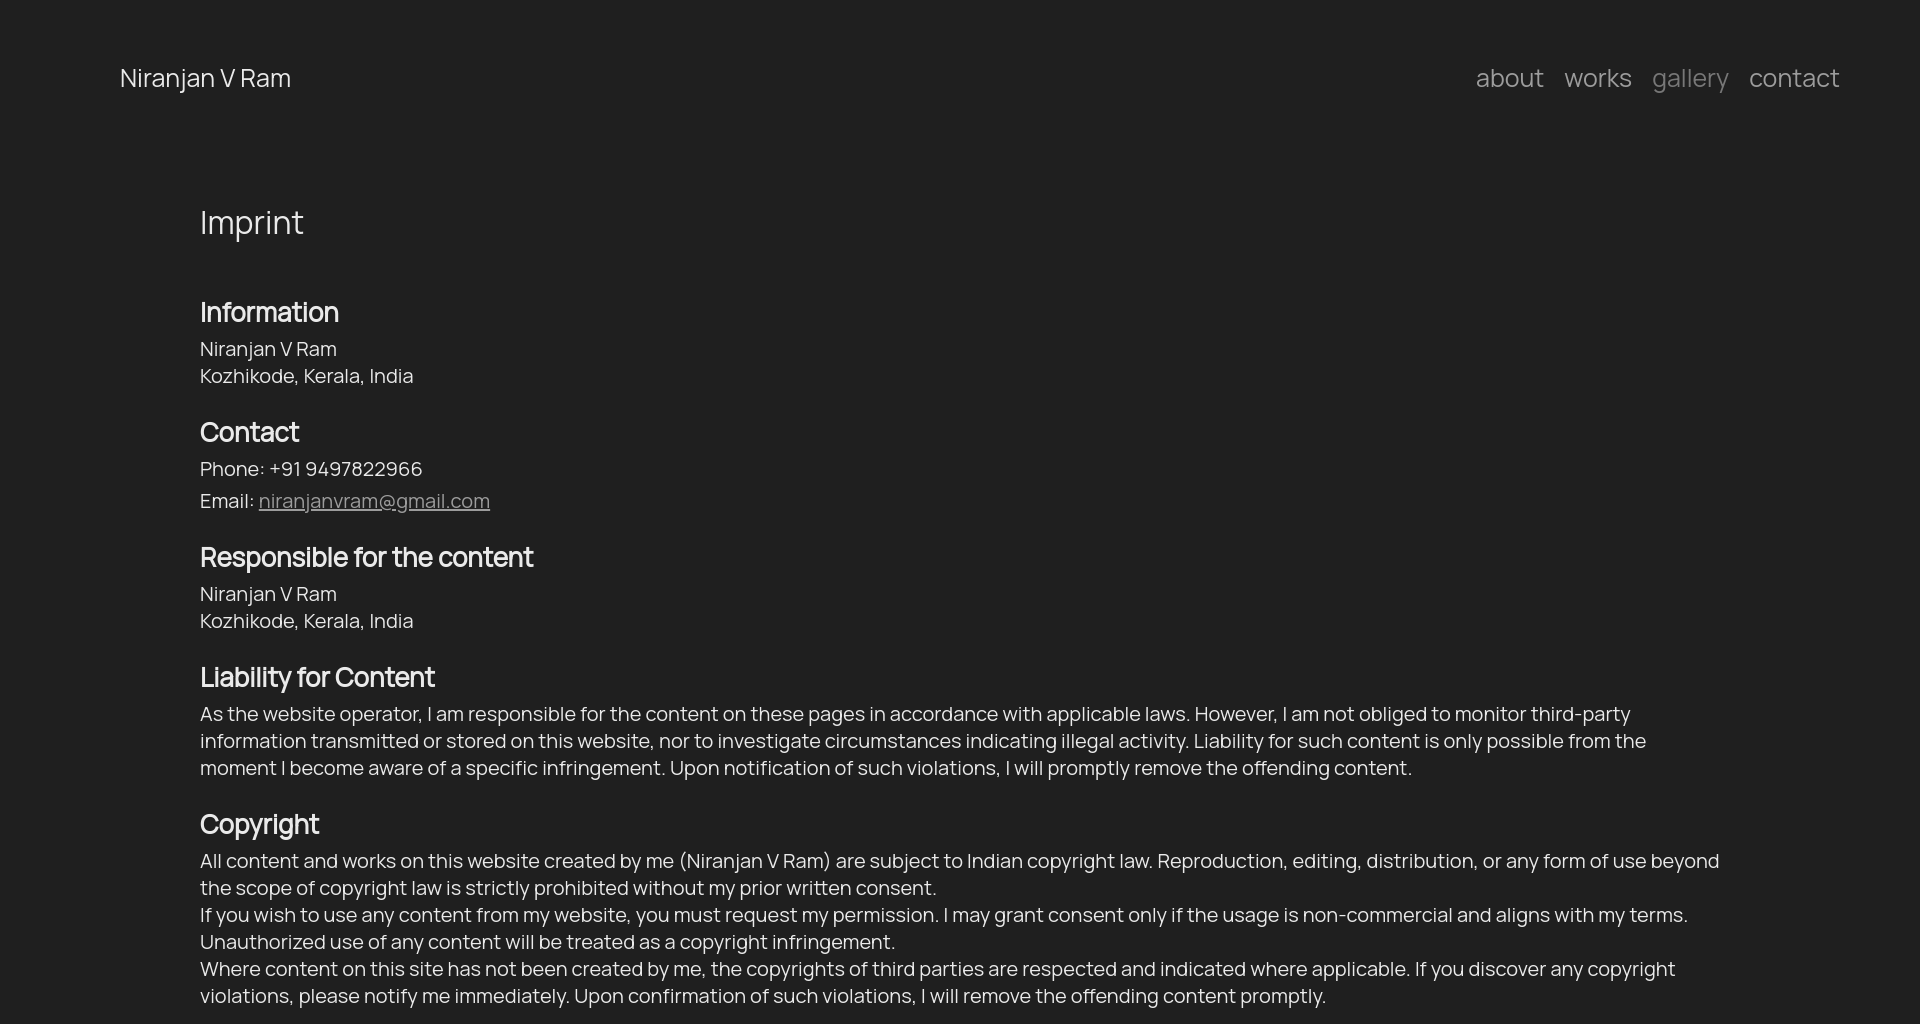 Niranjan V Ram
about works gallery contact
Imprint
Information
Niranjan V Ram
Kozhikode, Kerala, India
Contact
Phone: +91 9497822966
Email: niranjanvram@gmail.com
Responsible for the content
Niranjan V Ram
Kozhikode, Kerala, India
Liability for Content
As the website operator, I am responsible for the content on these pages in accordance with applicable laws. However, I am not obliged to monitor third-party
information transmitted or stored on this website, nor to investigate circumstances indicating illegal activity. Liability for such content is only possible from the
moment I become aware of a specific infringement. Upon notification of such violations, I will promptly remove the offending content.
Copyright
All content and works on this website created by me (Niranjan V Ram) are subject to Indian copyright law. Reproduction, editing, distribution, or any form of use beyond
the scope of copyright law is strictly prohibited without my prior written consent.
If you wish to use any content from my website, you must request my permission. I may grant consent only if the usage is non-commercial and aligns with my terms.
Unauthorized use of any content will be treated as a copyright infringement.
Where content on this site has not been created by me, the copyrights of third parties are respected and indicated where applicable. If you discover any copyright
violations, please notify me immediately. Upon confirmation of such violations, I will remove the offending content promptly.